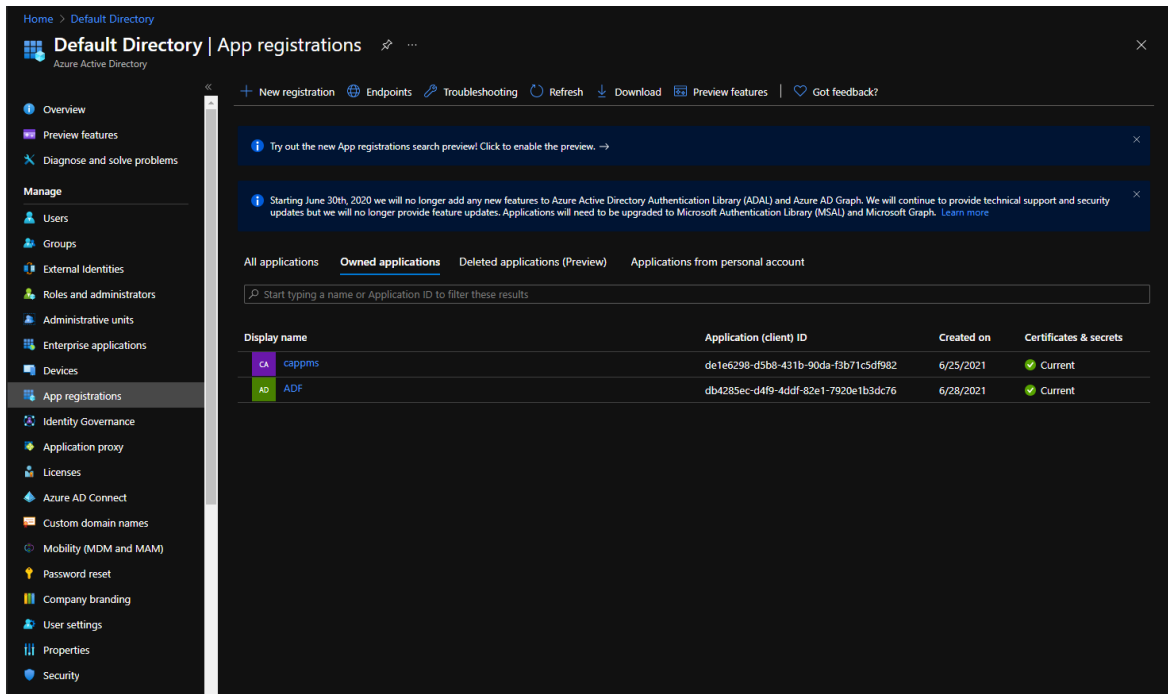 Home > Default Directory
Default Directory | App registrations
Azure Active Directory
Overview
Preview features
Diagnose and solve problems
Manage
Users
Groups
External Identities
Roles and administrators
Administrative units
Enterprise applications
Devices
App registrations
Identity Governance
Application proxy
Licenses
Azure AD Connect
Custom domain names
Mobility (MDM and MAM)
Password reset
Company branding
User settings
Properties
Security
New registration Endpoints Troubleshooting Refresh Download Preview features Got feedback?
Try out the new App registrations search preview! Click to enable the preview. →
Starting June 30th, 2020 we will no longer add any new features to Azure Active Directory Authentication Library (ADAL) and Azure AD Graph. We will continue to provide technical support and security
updates but we will no longer provide feature updates. Applications will need to be upgraded to Microsoft Authentication Library (MSAL) and Microsoft Graph. Learn more
All applications Owned applications Deleted applications (Preview) Applications from personal account
Start typing a name or Application ID to filter these results
Display name Application (client) ID Created on Certificates & secrets
CA cappms de1e6298-d5b8-431b-90da-f3b71c5df982 6/25/2021 Current
AD ADF db4285ec-d4f9-4ddf-82e1-7920e1b3dc76 6/28/2021 Current